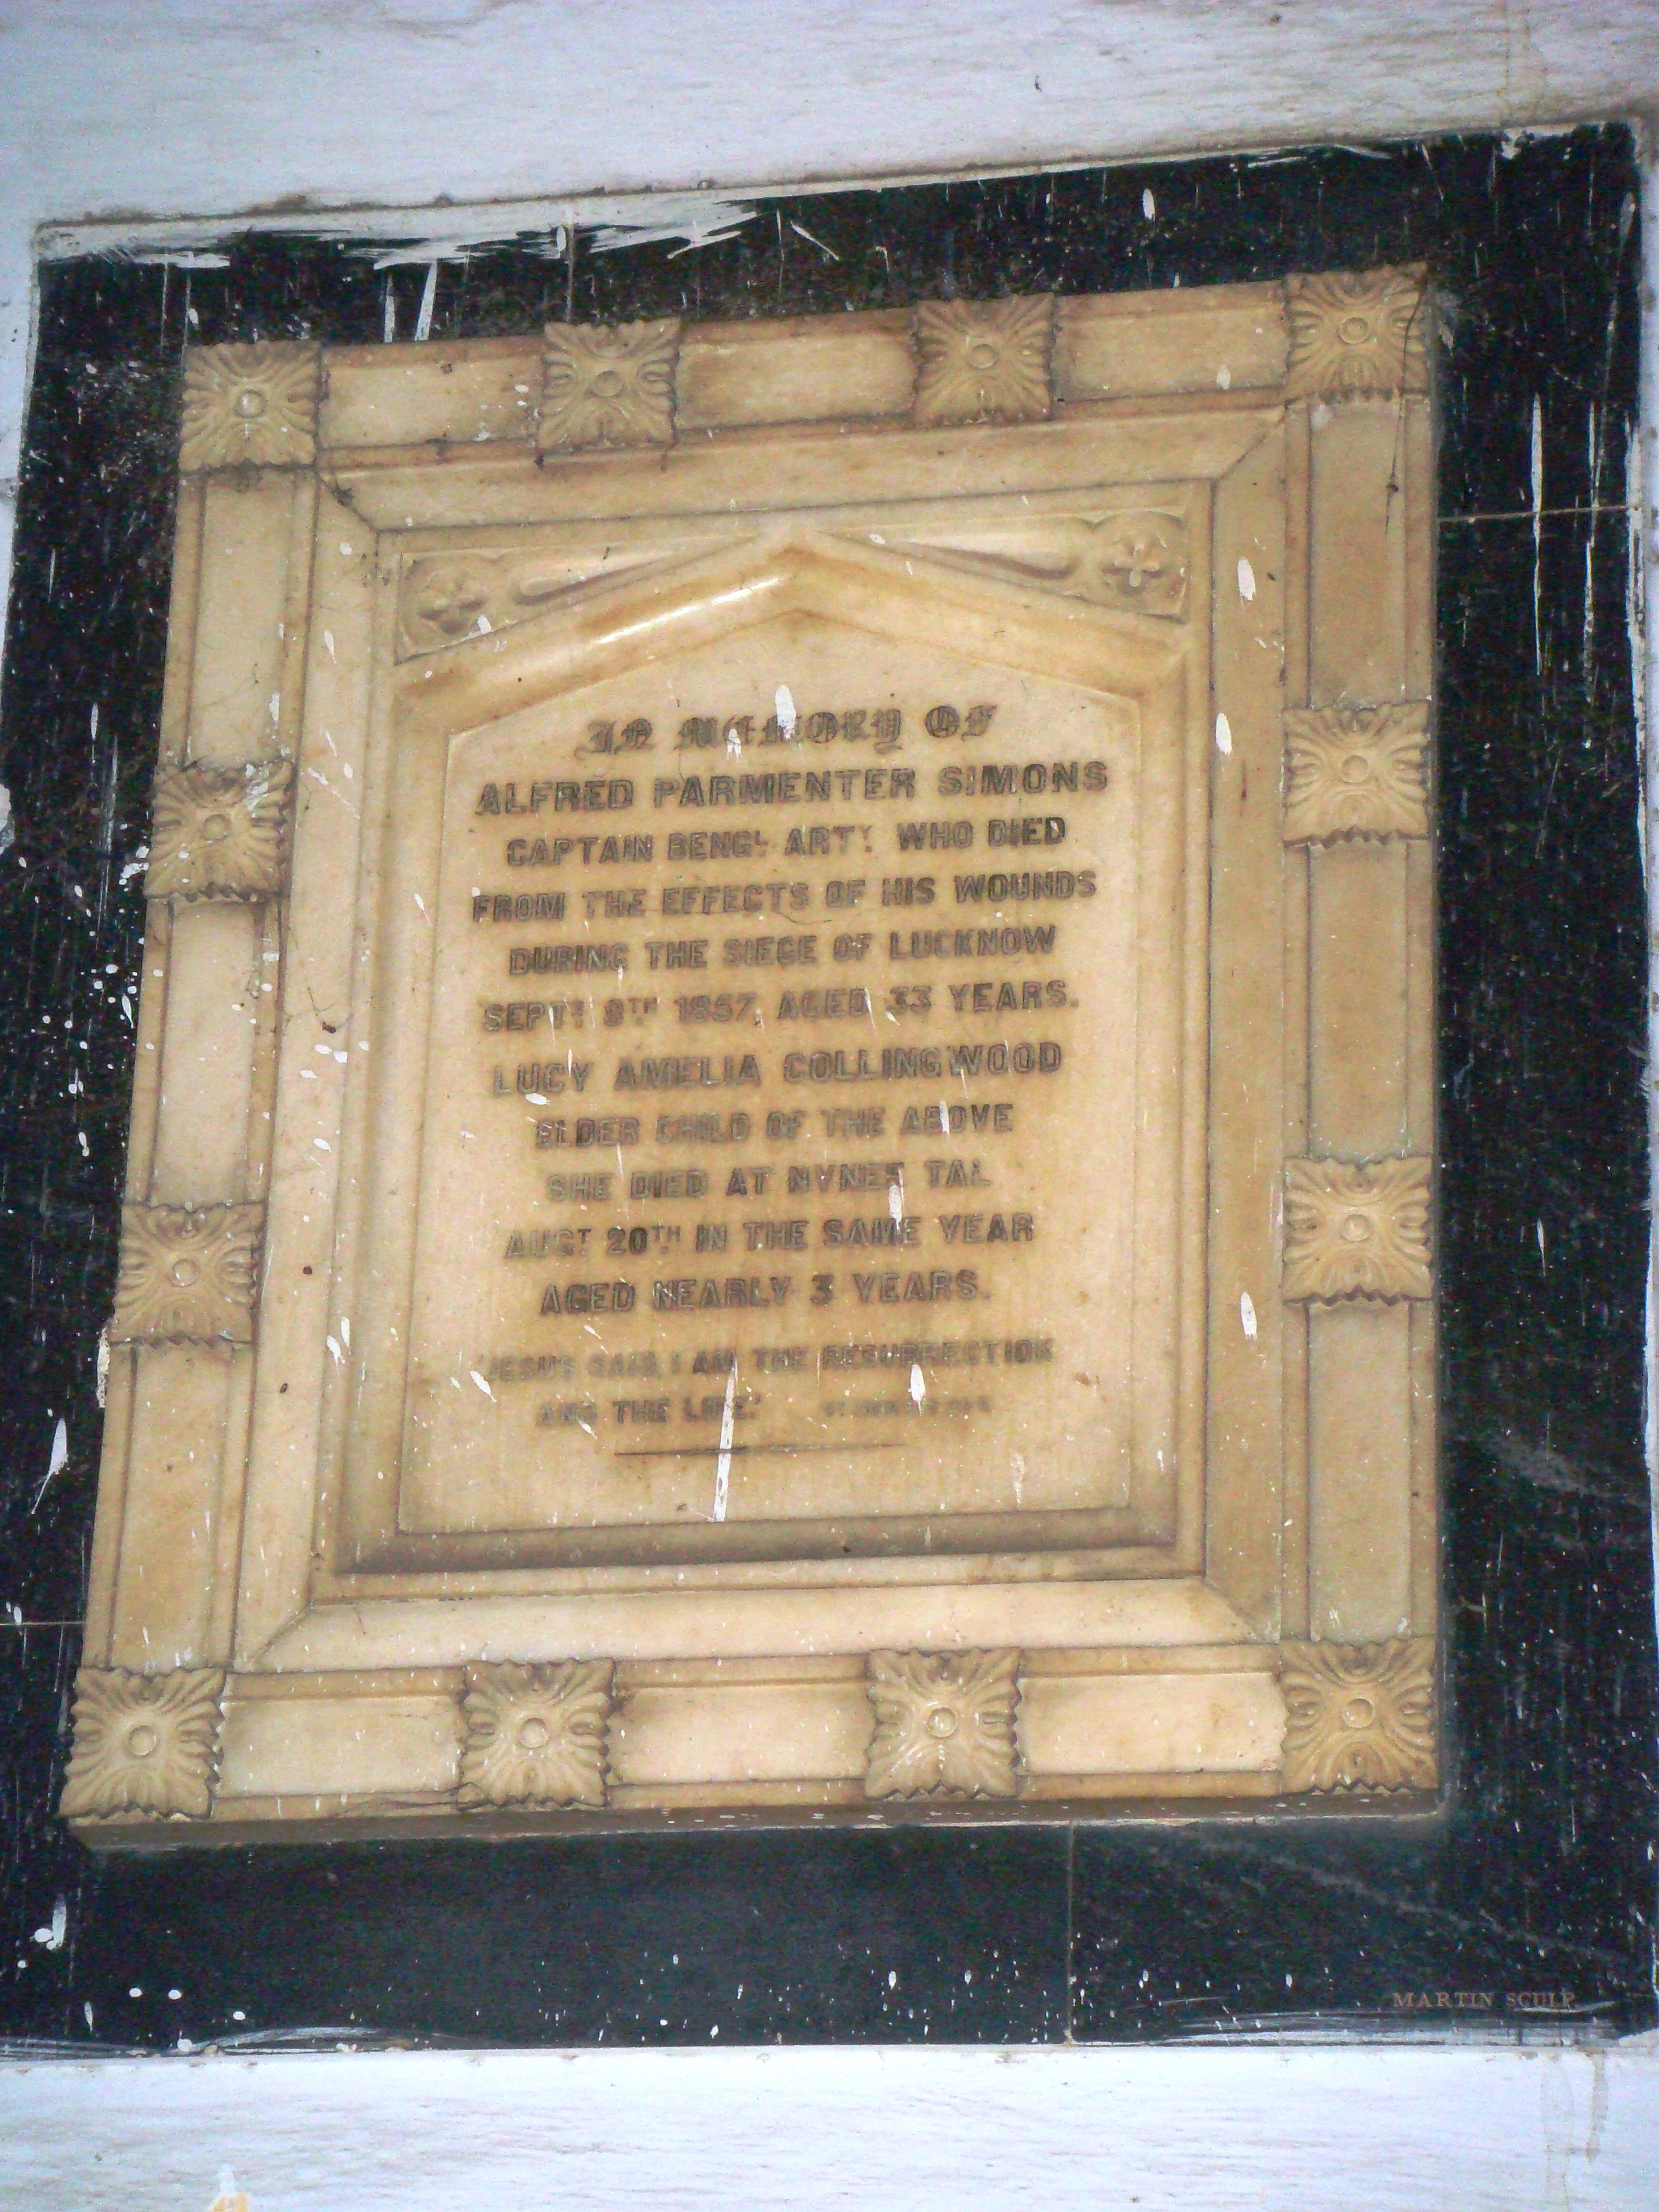 IN MEMORY OF
ALFRED PARMENTER SIMONS
CAPTAIN BENGL. ARTY. WHO DIED
FROM THE EFFECTS OF HIS WOUNDS
DURING THE SIEGE OF LUCKNOW
SEPTR. 8TH 1857, AGED 33 YEARS.
LUCY AMELIA COLLINGWOOD
ELDER CHILD OF THE ABOVE
SHE DIED AT NYNEE TAL
AUGT 20TH IN THE SAME YEAR
AGED NEARLY 3 YEARS.
"JESUS SAID, I AM THE RESURRECTION
AND THE LIFE."
MARTIN SCULP.